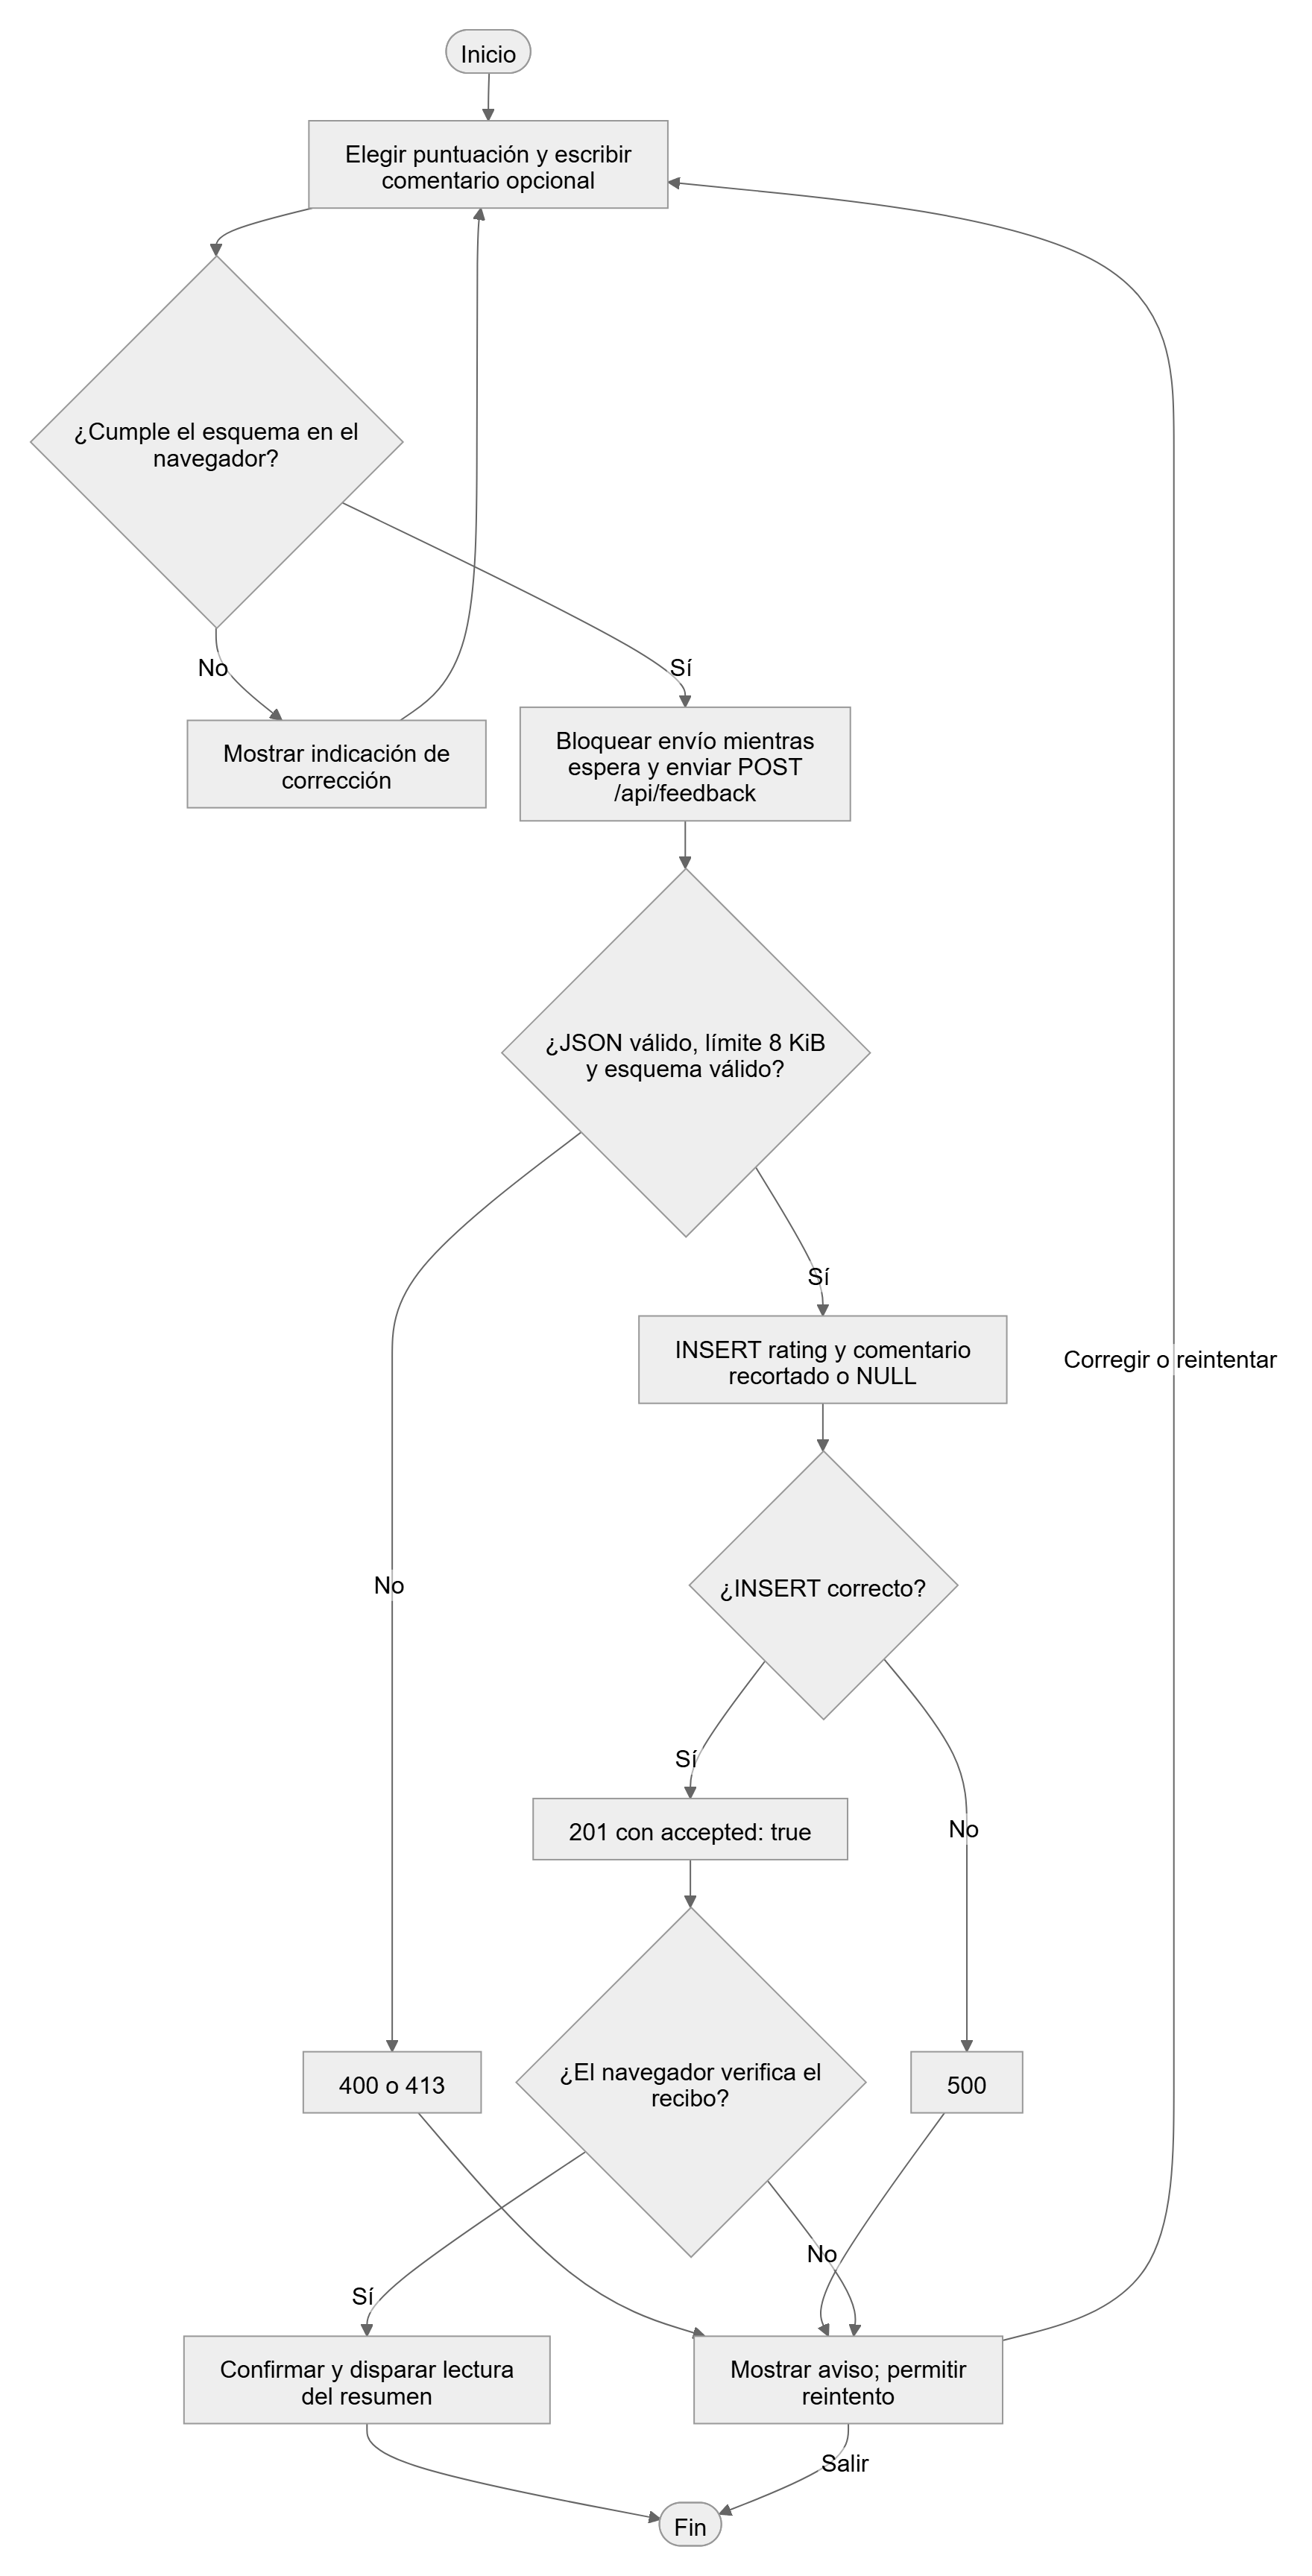 Inicio
Elegir puntuación y escribir
comentario opcional
¿Cumple el esquema en el
navegador?
No
Sí
Mostrar indicación de
corrección
Bloquear envío mientras
espera y enviar POST
/api/feedback
¿JSON válido, límite 8 KiB
y esquema válido?
Sí
INSERT rating y comentario
recortado o NULL
Corregir o reintentar
No
¿INSERT correcto?
Sí
201 con accepted: true
No
400 o 413
¿El navegador verifica el
recibo?
500
No
Sí
Confirmar y disparar lectura
del resumen
Mostrar aviso; permitir
reintento
Salir
Fin